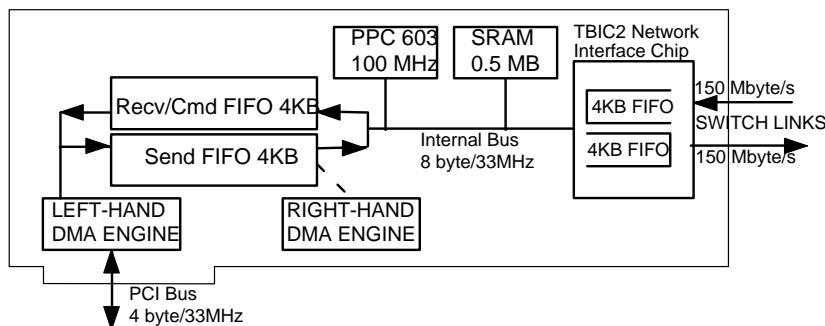 PPC 603
100 MHz
SRAM
0.5 MB
TBIC2 Network
Interface Chip
Recv/Cmd FIFO 4KB
Send FIFO 4KB
Internal Bus
8 byte/33MHz
4KB FIFO
4KB FIFO
150 Mbyte/s
SWITCH LINKS
150 Mbyte/s
LEFT-HAND
DMA ENGINE
RIGHT-HAND
DMA ENGINE
PCI Bus
4 byte/33MHz